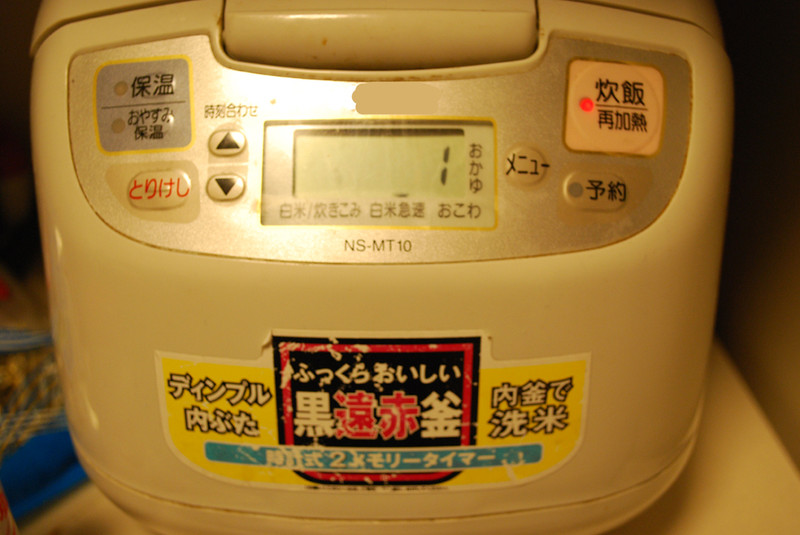 保温
おやすみ
保温
とりけし
時刻合わせ
1
おかゆ
白米/炊きこみ 白米急速 おこわ
メニュー
炊飯
再加熱
予約
NS-MT10
ディンプル
内ぶた
ふっくらおいしい
黒遠赤釜
内釜で
洗米
時計式2メモリータイマー